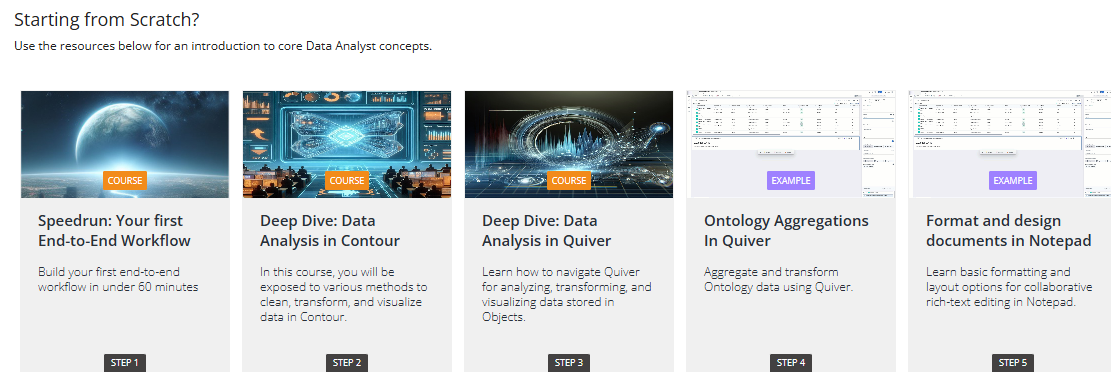 Starting from Scratch?
Use the resources below for an introduction to core Data Analyst concepts.
COURSE
Speedrun: Your first
End-to-End Workflow
Build your first end-to-end
workflow in under 60 minutes
STEP 1
COURSE
Deep Dive: Data
Analysis in Contour
In this course, you will be
exposed to various methods to
clean, transform, and visualize
data in Contour.
STEP 2
COURSE
Deep Dive: Data
Analysis in Quiver
Learn how to navigate Quiver
for analyzing, transforming, and
visualizing data stored in
Objects.
STEP 3
EXAMPLE
Ontology Aggregations
In Quiver
Aggregate and transform
Ontology data using Quiver.
STEP 4
EXAMPLE
Format and design
documents in Notepad
Learn basic formatting and
layout options for collaborative
rich-text editing in Notepad.
STEP 5